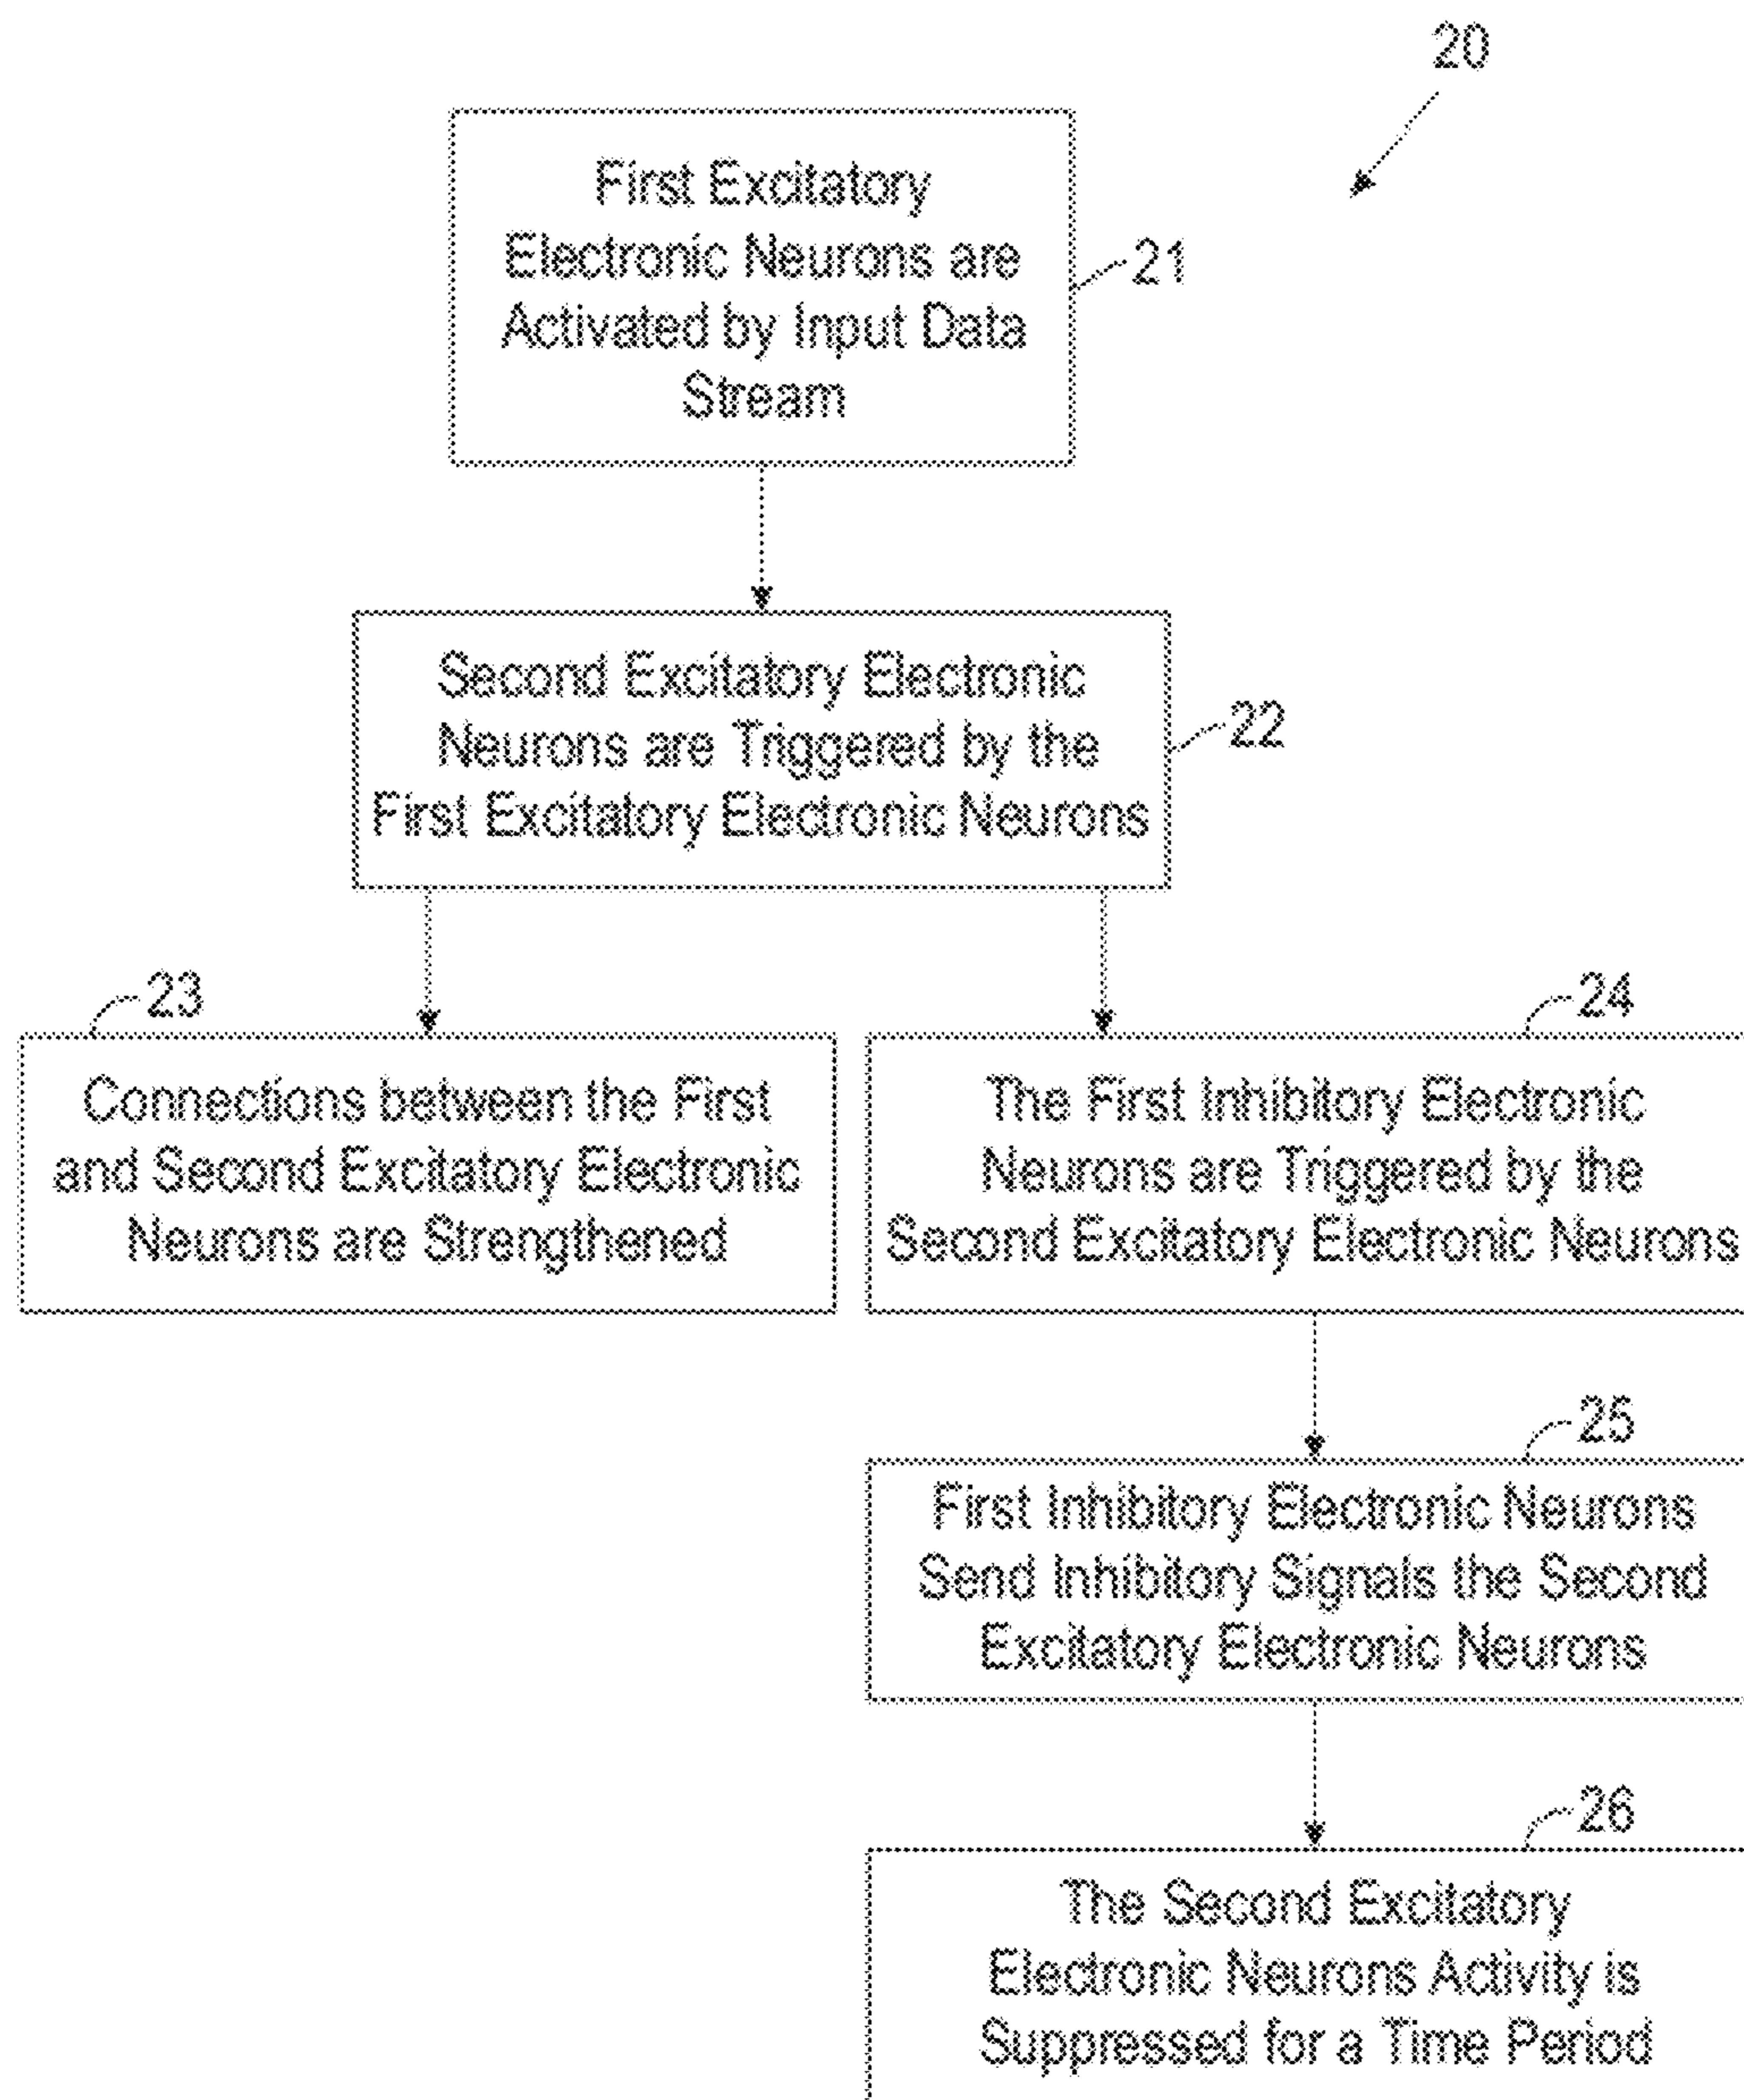 20
First Excitatory
Electronic Neurons are
Activated by Input Data
Stream
21
Second Excitatory Electronic
Neurons are Triggered by the
First Excitatory Electronic Neurons
22
23
Connections between the First
and Second Excitatory Electronic
Neurons are Strengthened
24
The First Inhibitory Electronic
Neurons are Triggered by the
Second Excitatory Electronic Neurons
25
First Inhibitory Electronic Neurons
Send Inhibitory Signals the Second
Excitatory Electronic Neurons
26
The Second Excitatory
Electronic Neurons Activity is
Suppressed for a Time Period